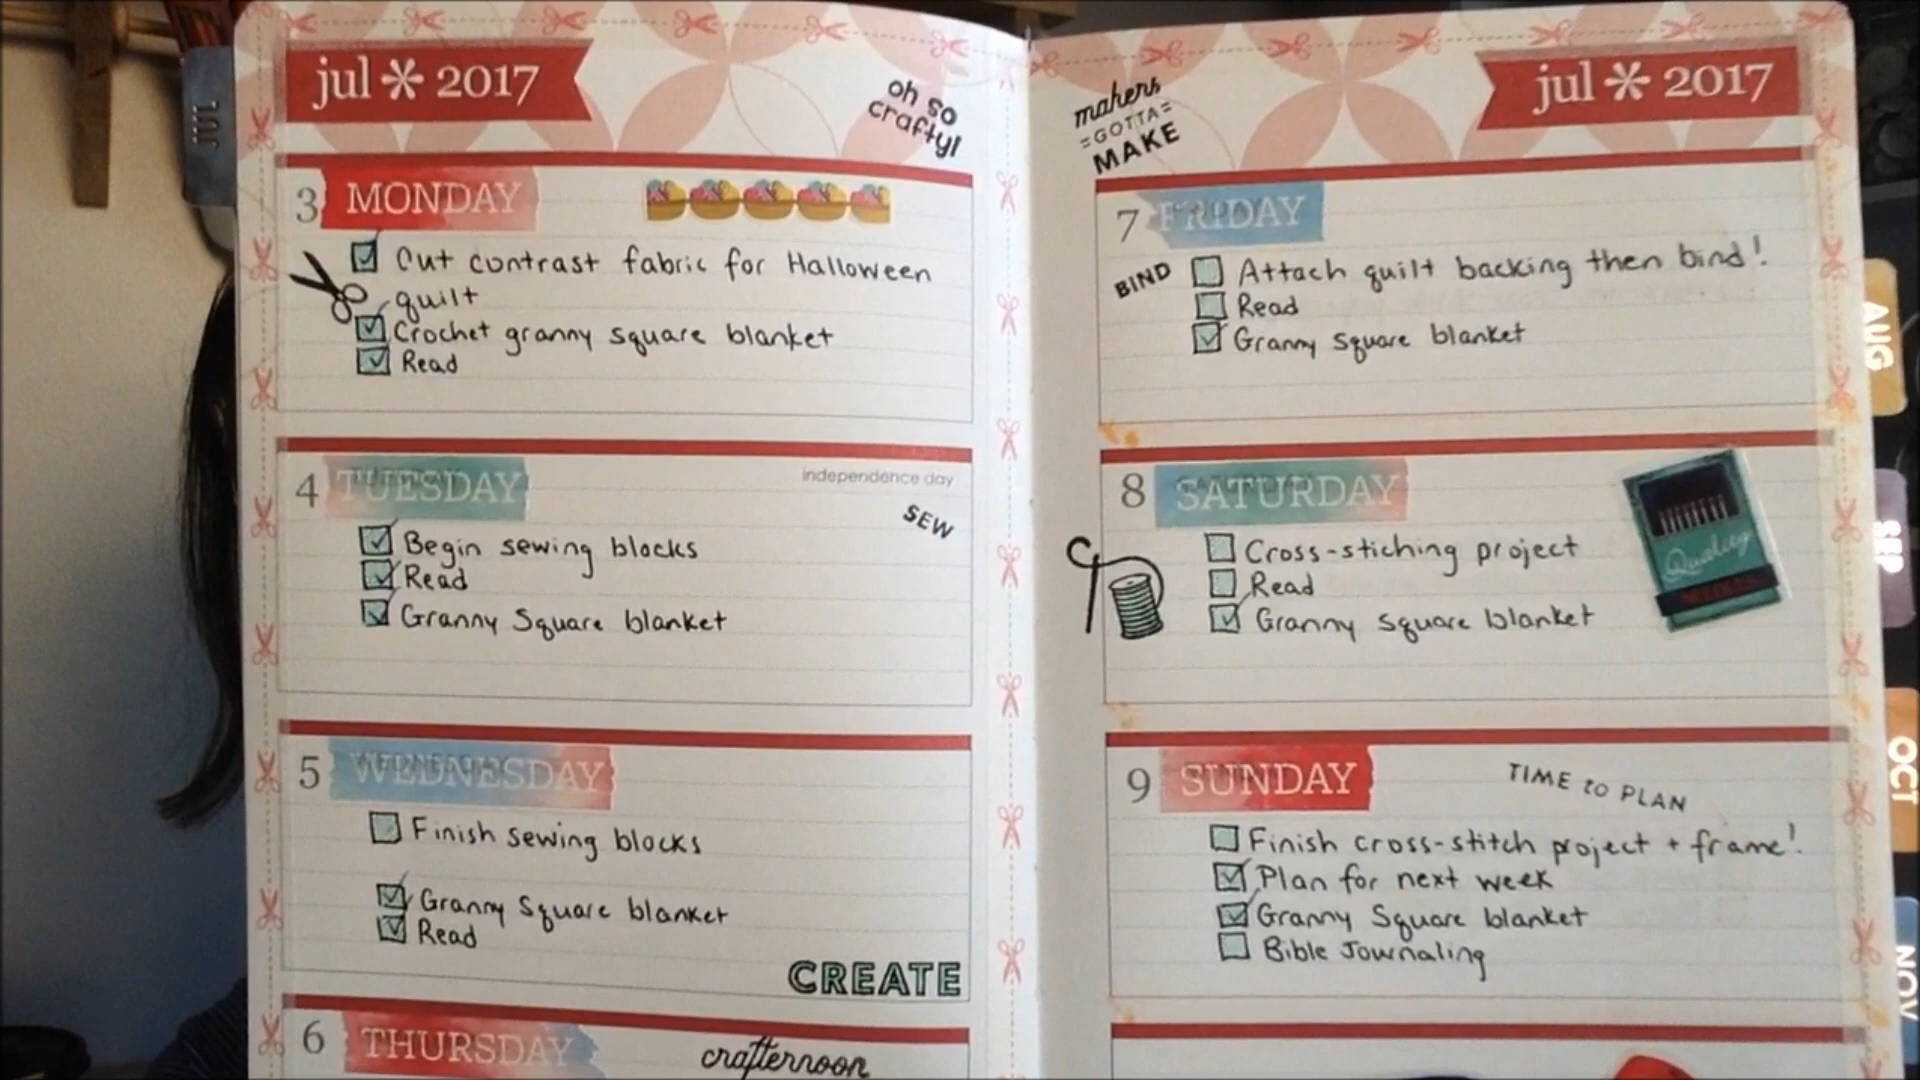 JUL
jul * 2017
oh so
crafty!
3 MONDAY
Cut contrast fabric for Halloween
quilt
Crochet granny square blanket
Read
4 TUESDAY
independence day
SEW
Begin sewing blocks
Read
Granny Square blanket
5 WEDNESDAY
Finish sewing blocks
Granny Square blanket
Read
CREATE
6 THURSDAY
crafternoon
makers
=GOTTA=
MAKE
jul * 2017
7 FRIDAY
BIND
Attach quilt backing then bind!
Read
Granny Square blanket
8 SATURDAY
Cross-stiching project
Read
Granny Square blanket
Quality
9 SUNDAY
TIME to PLAN
Finish cross-stitch project + frame!
Plan for next week
Granny Square blanket
Bible Journaling
AUG
SEP
OCT
NOV